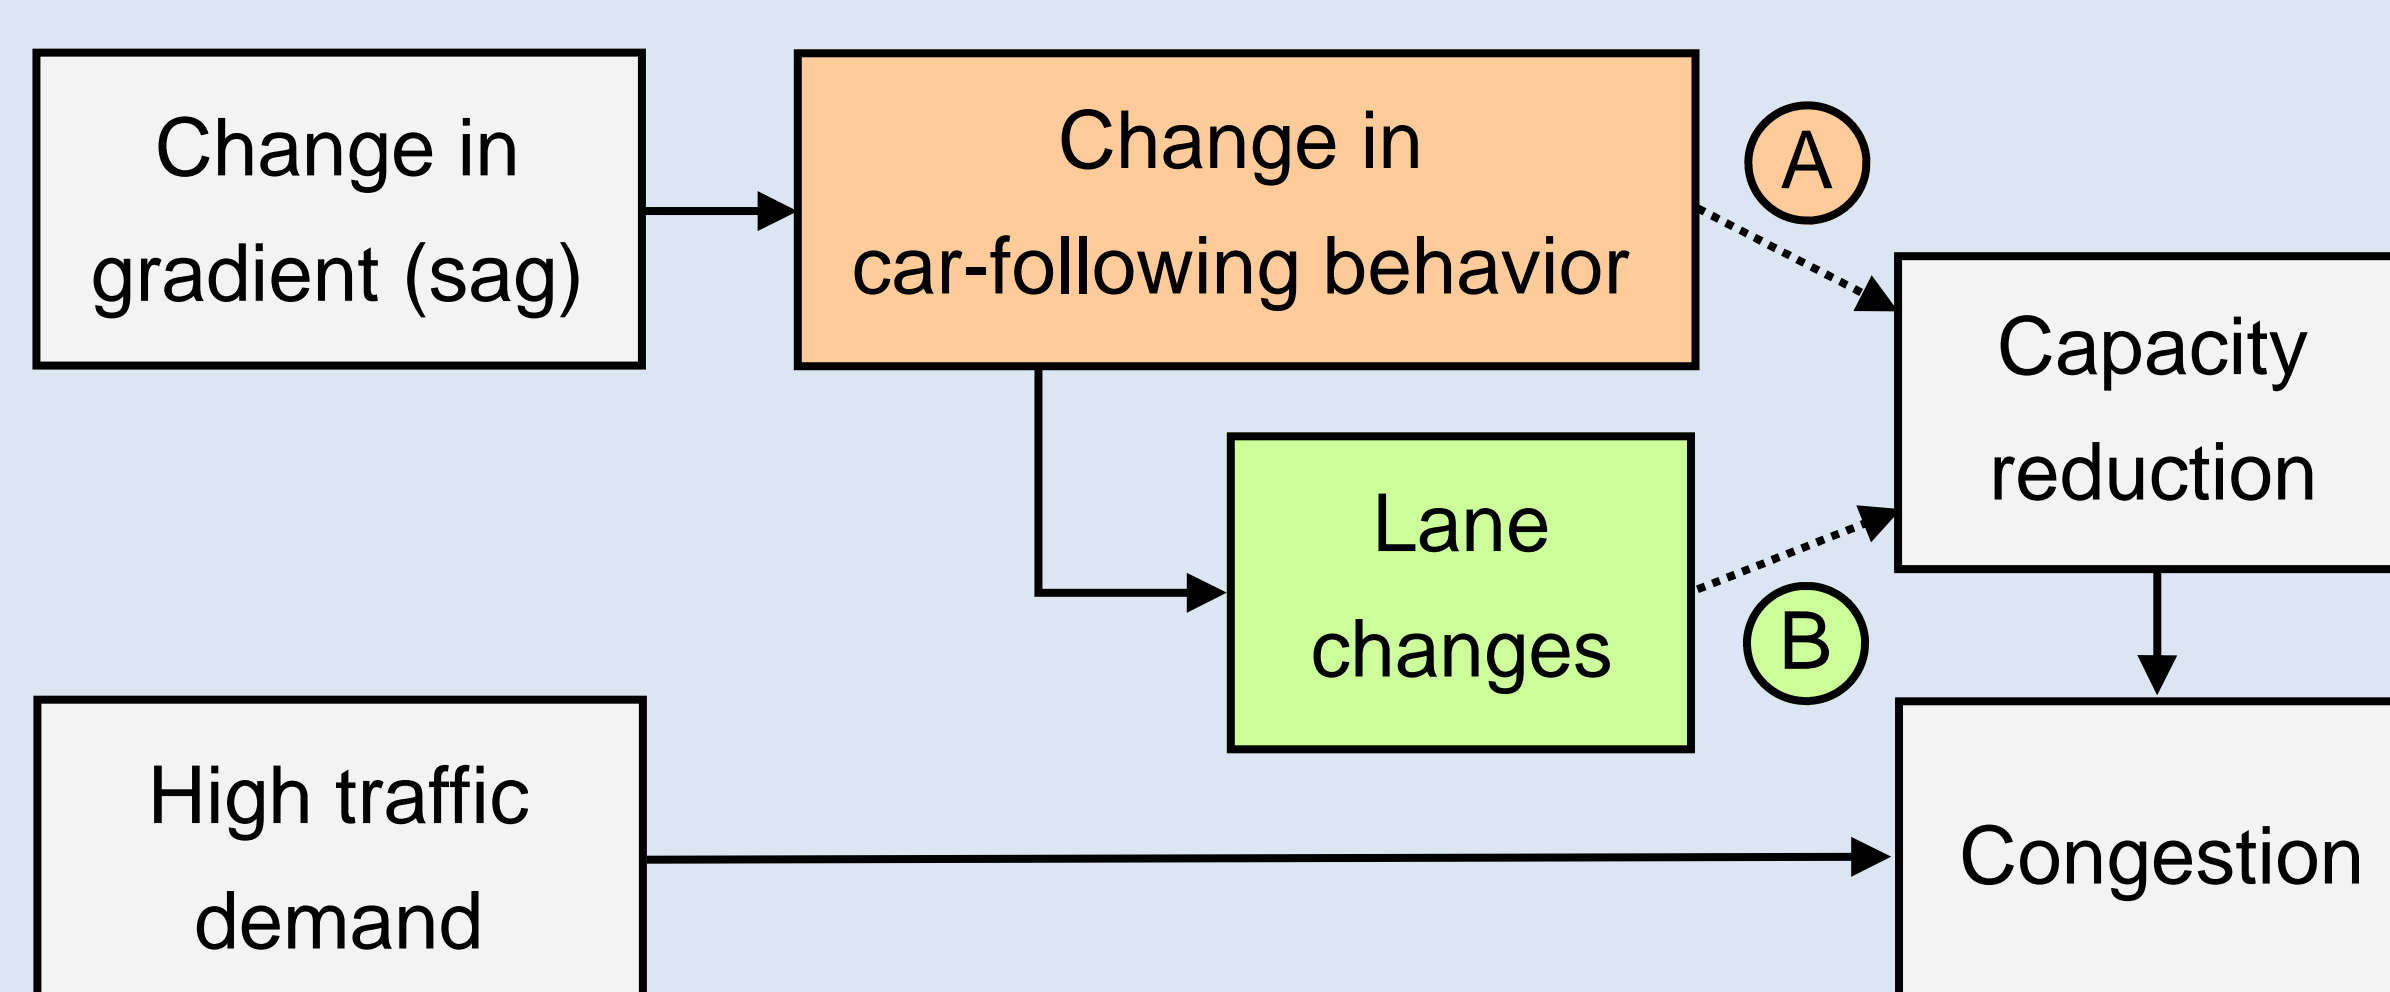 Change in
gradient (sag)
Change in
car-following behavior
A
Capacity
reduction
Lane
changes
B
High traffic
demand
Congestion